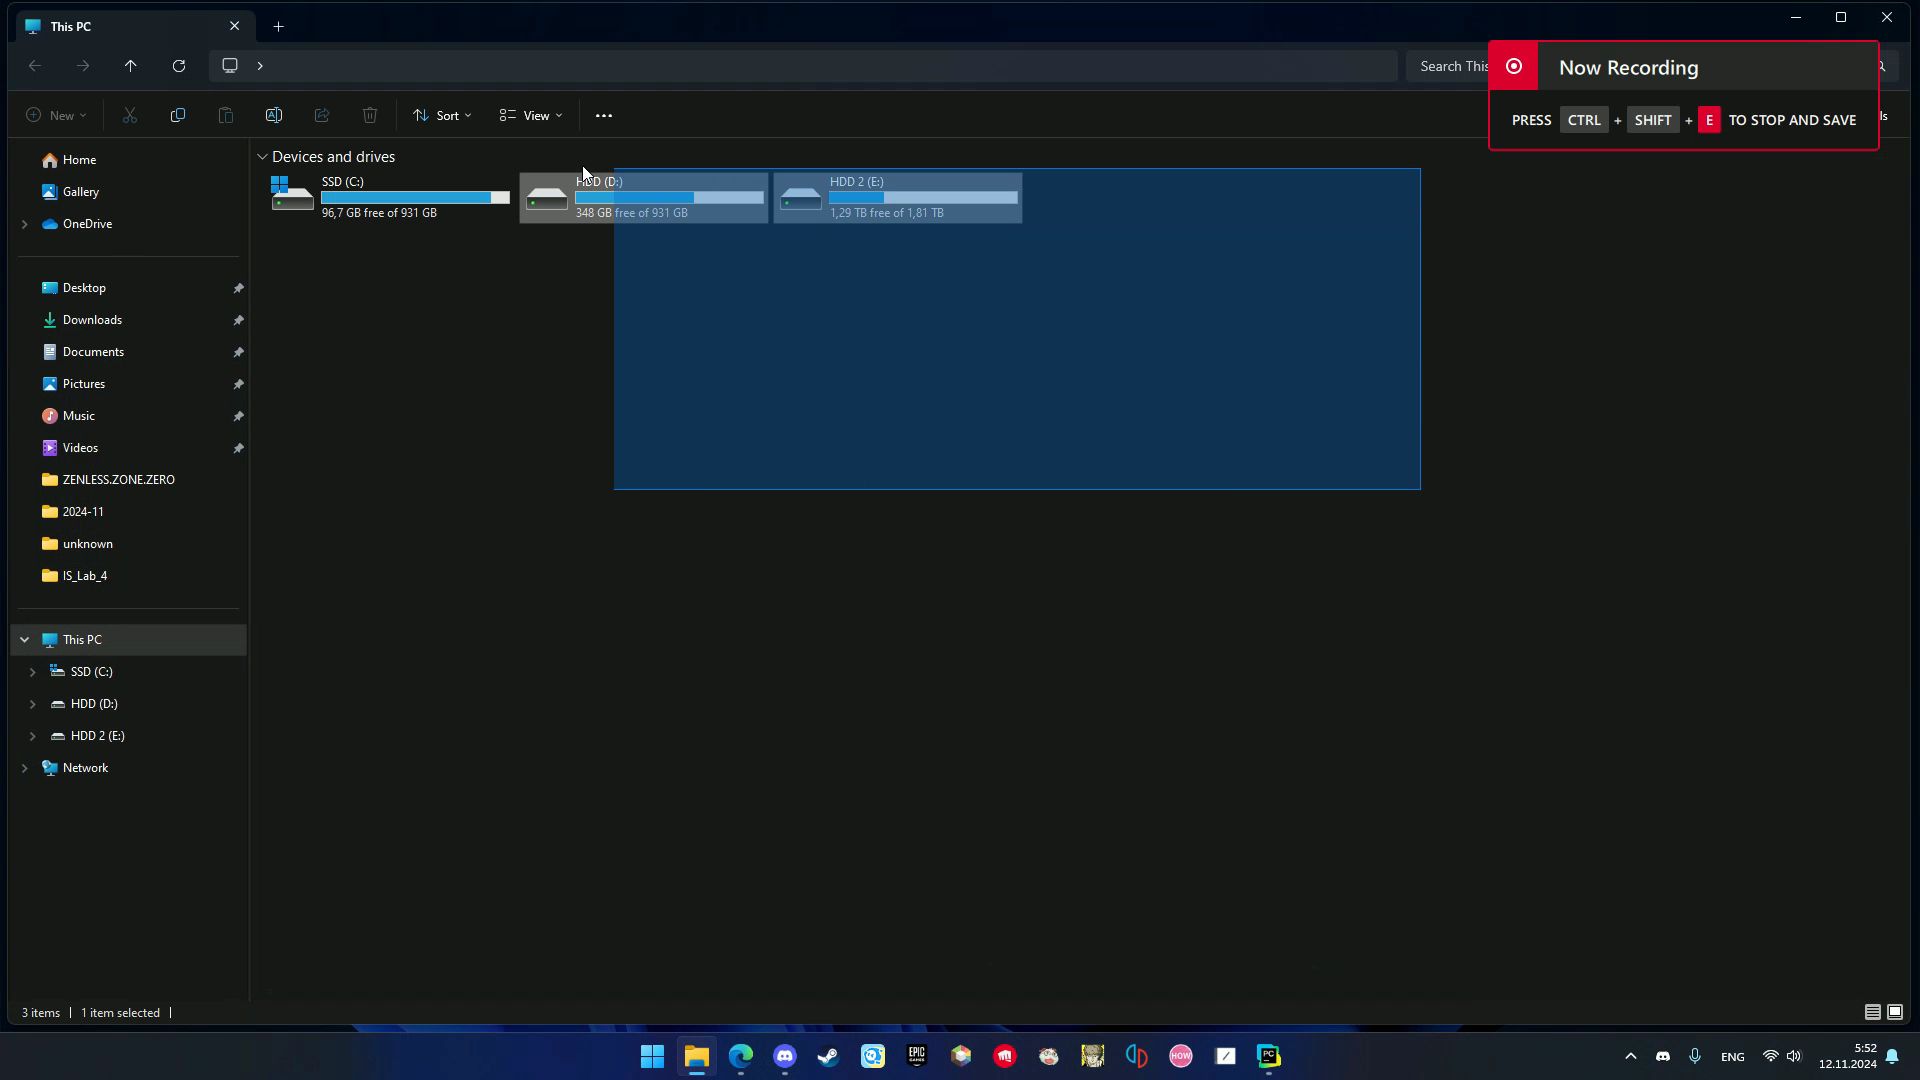 This PC
Search This
Now Recording
PRESS CTRL + SHIFT + E TO STOP AND SAVE
New
Sort
View
ls
Home
Gallery
OneDrive
Desktop
Downloads
Documents
Pictures
Music
Videos
ZENLESS.ZONE.ZERO
2024-11
unknown
IS_Lab_4
This PC
SSD (C:)
HDD (D:)
HDD 2 (E:)
Network
Devices and drives
SSD (C:)
96,7 GB free of 931 GB
HDD (D:)
348 GB free of 931 GB
HDD 2 (E:)
1,29 TB free of 1,81 TB
3 items
1 item selected
EPIC GAMES
HOW
PC
ENG
5:52
12.11.2024